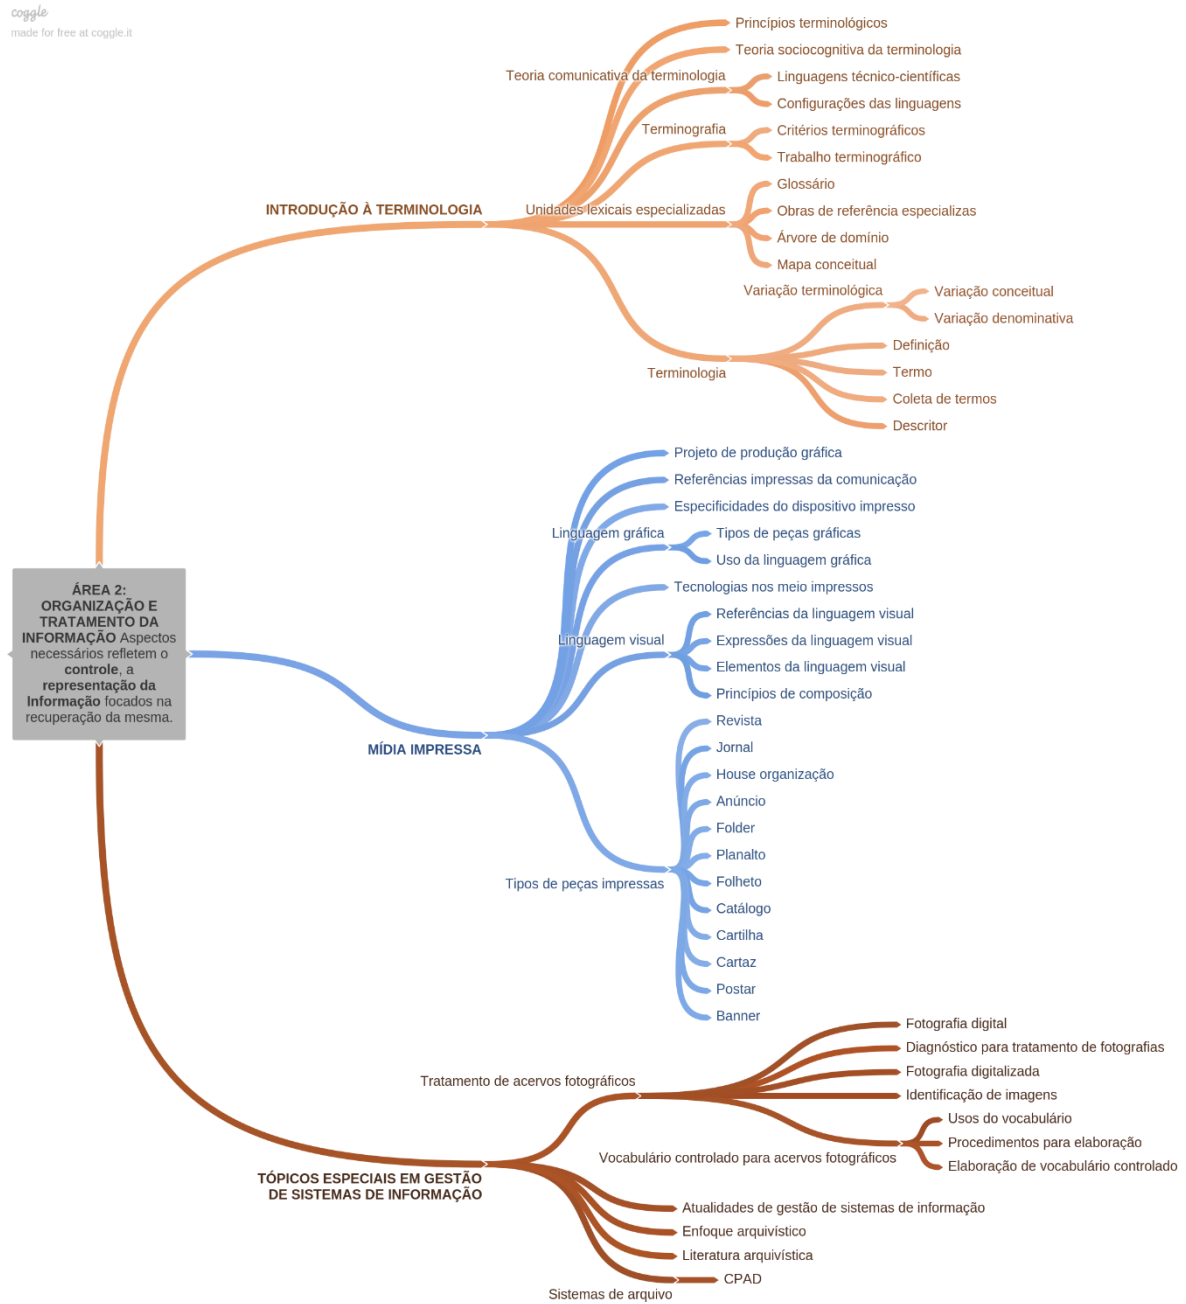 coggle
made for free at coggle.it
Princípios terminológicos
Teoria sociocognitiva da terminologia
Teoria comunicativa da terminologia
Linguagens técnico-científicas
Configurações das linguagens
Terminografia
Critérios terminográficos
Trabalho terminográfico
INTRODUÇÃO À TERMINOLOGIA
Unidades lexicais especializadas
Glossário
Obras de referência especializas
Árvore de domínio
Mapa conceitual
Variação terminológica
Variação conceitual
Variação denominativa
Terminologia
Definição
Termo
Coleta de termos
Descritor
ÁREA 2:
ORGANIZAÇÃO E
TRATAMENTO DA
INFORMAÇÃO Aspectos
necessários refletem o
controle, a
representação da
Informação focados na
recuperação da mesma.
MÍDIA IMPRESSA
Projeto de produção gráfica
Referências impressas da comunicação
Especificidades do dispositivo impresso
Linguagem gráfica
Tipos de peças gráficas
Uso da linguagem gráfica
Tecnologias nos meio impressos
Linguagem visual
Referências da linguagem visual
Expressões da linguagem visual
Elementos da linguagem visual
Princípios de composição
Tipos de peças impressas
Revista
Jornal
House organização
Anúncio
Folder
Planalto
Folheto
Catálogo
Cartilha
Cartaz
Postar
Banner
TÓPICOS ESPECIAIS EM GESTÃO
DE SISTEMAS DE INFORMAÇÃO
Tratamento de acervos fotográficos
Fotografia digital
Diagnóstico para tratamento de fotografias
Fotografia digitalizada
Identificação de imagens
Vocabulário controlado para acervos fotográficos
Usos do vocabulário
Procedimentos para elaboração
Elaboração de vocabulário controlado
Atualidades de gestão de sistemas de informação
Enfoque arquivístico
Literatura arquivística
Sistemas de arquivo
CPAD